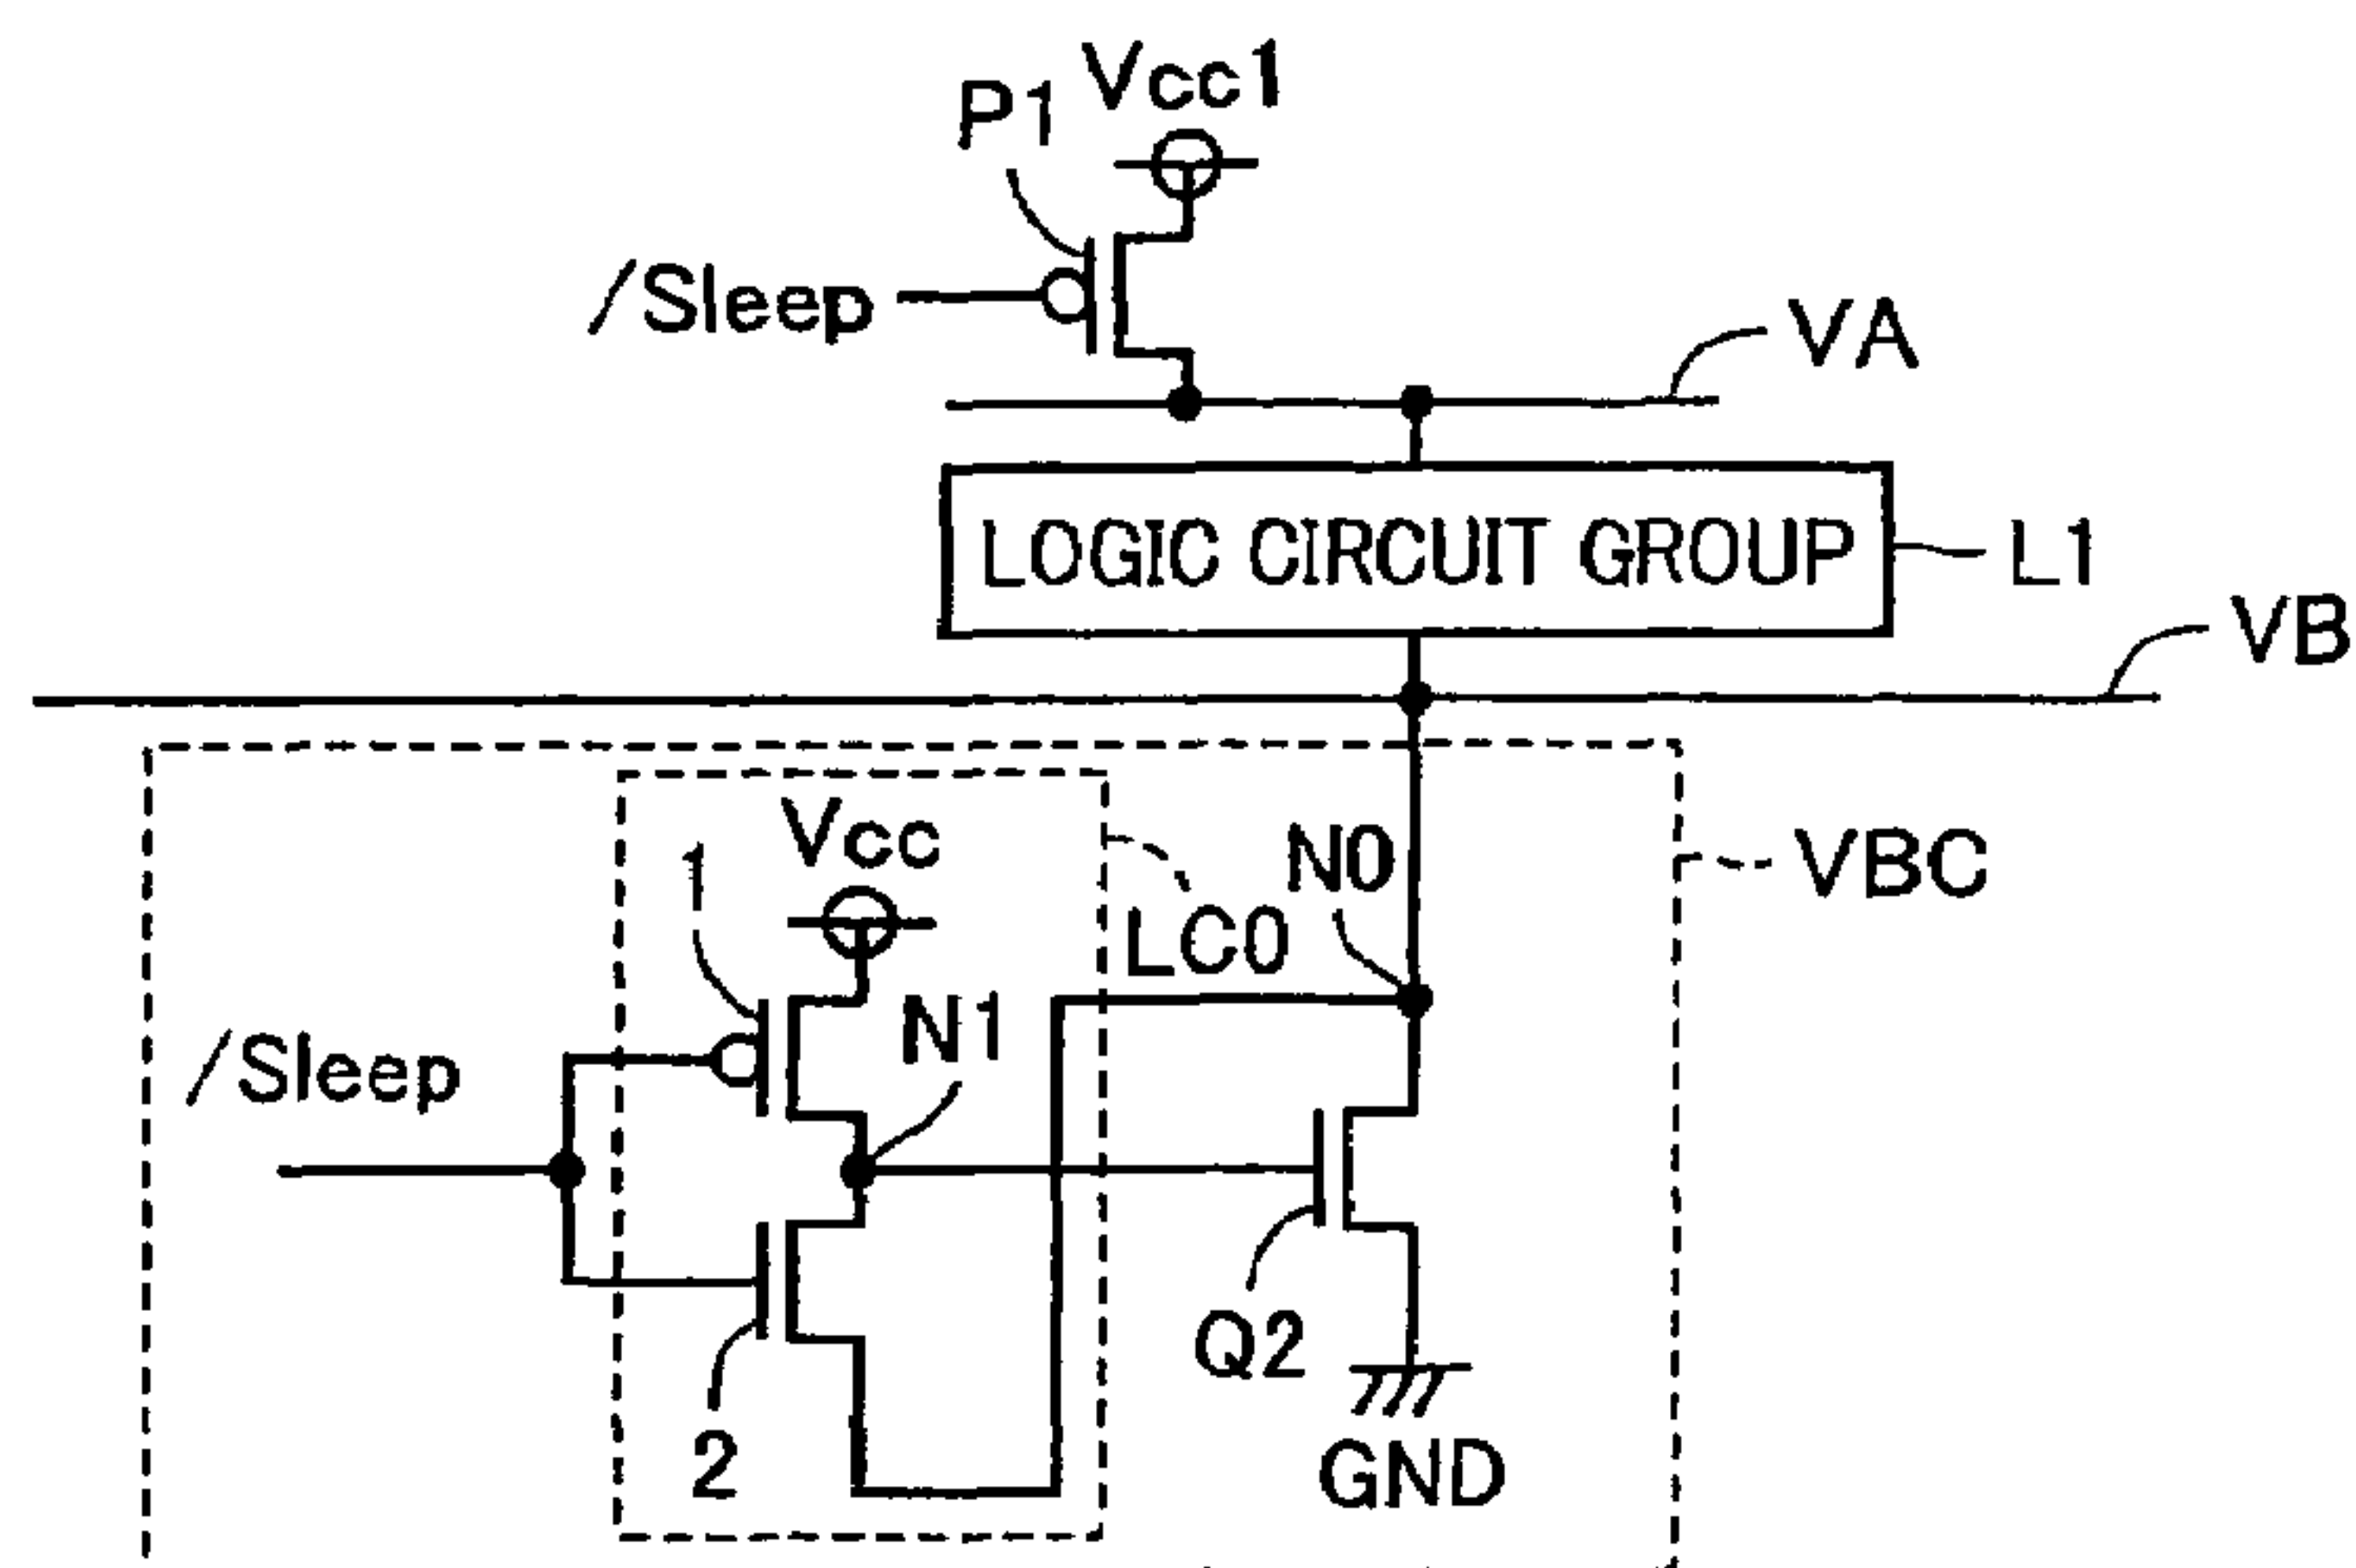 Vcc1
P1
/Sleep
VA
LOGIC CIRCUIT GROUP
L1
VB
Vcc
1
N0
VBC
LC0
N1
/Sleep
Q2
2
GND